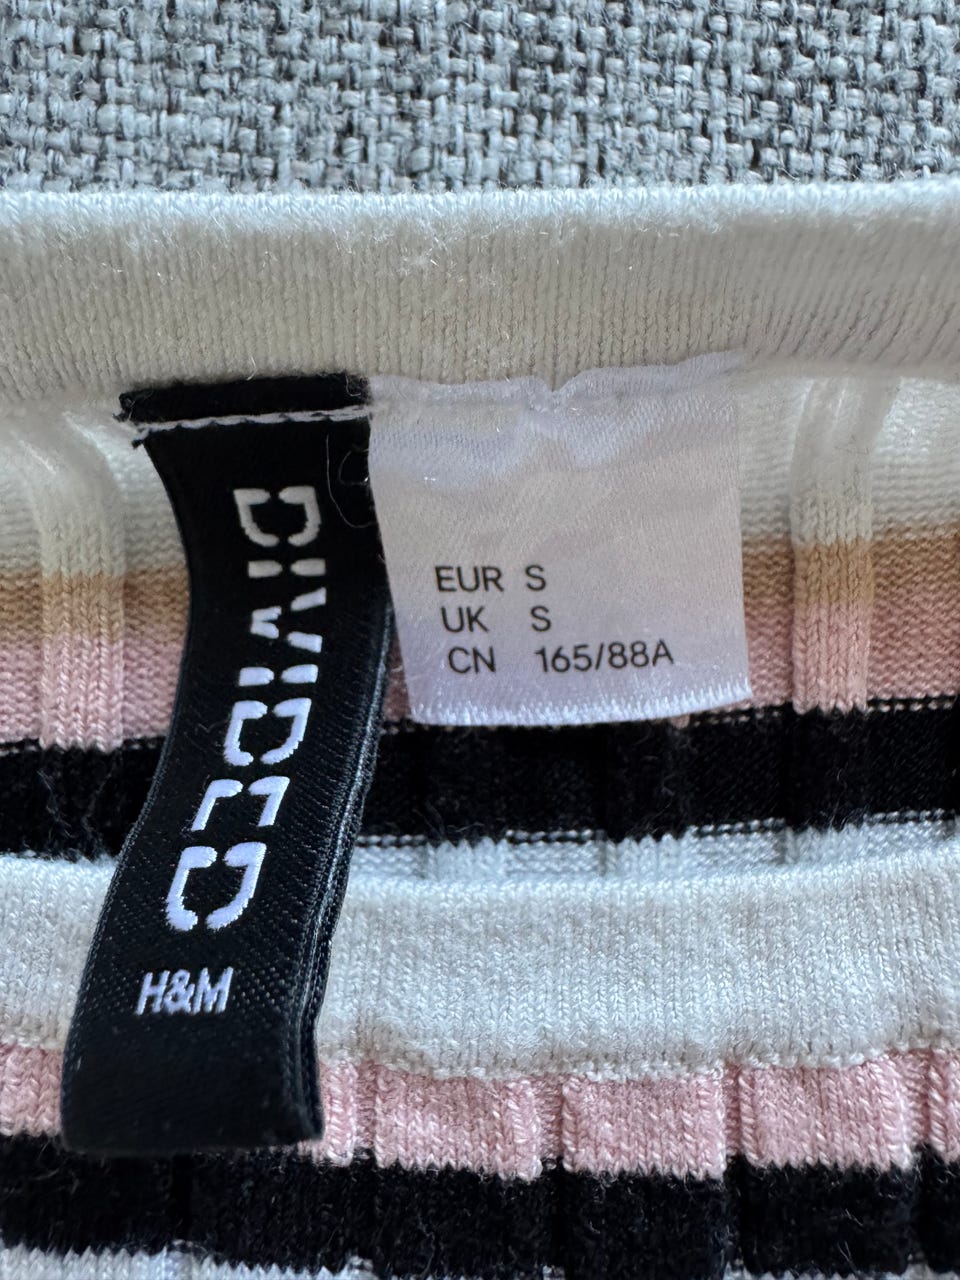 DIVIDED
H&M
EUR S
UK S
CN 165/88A